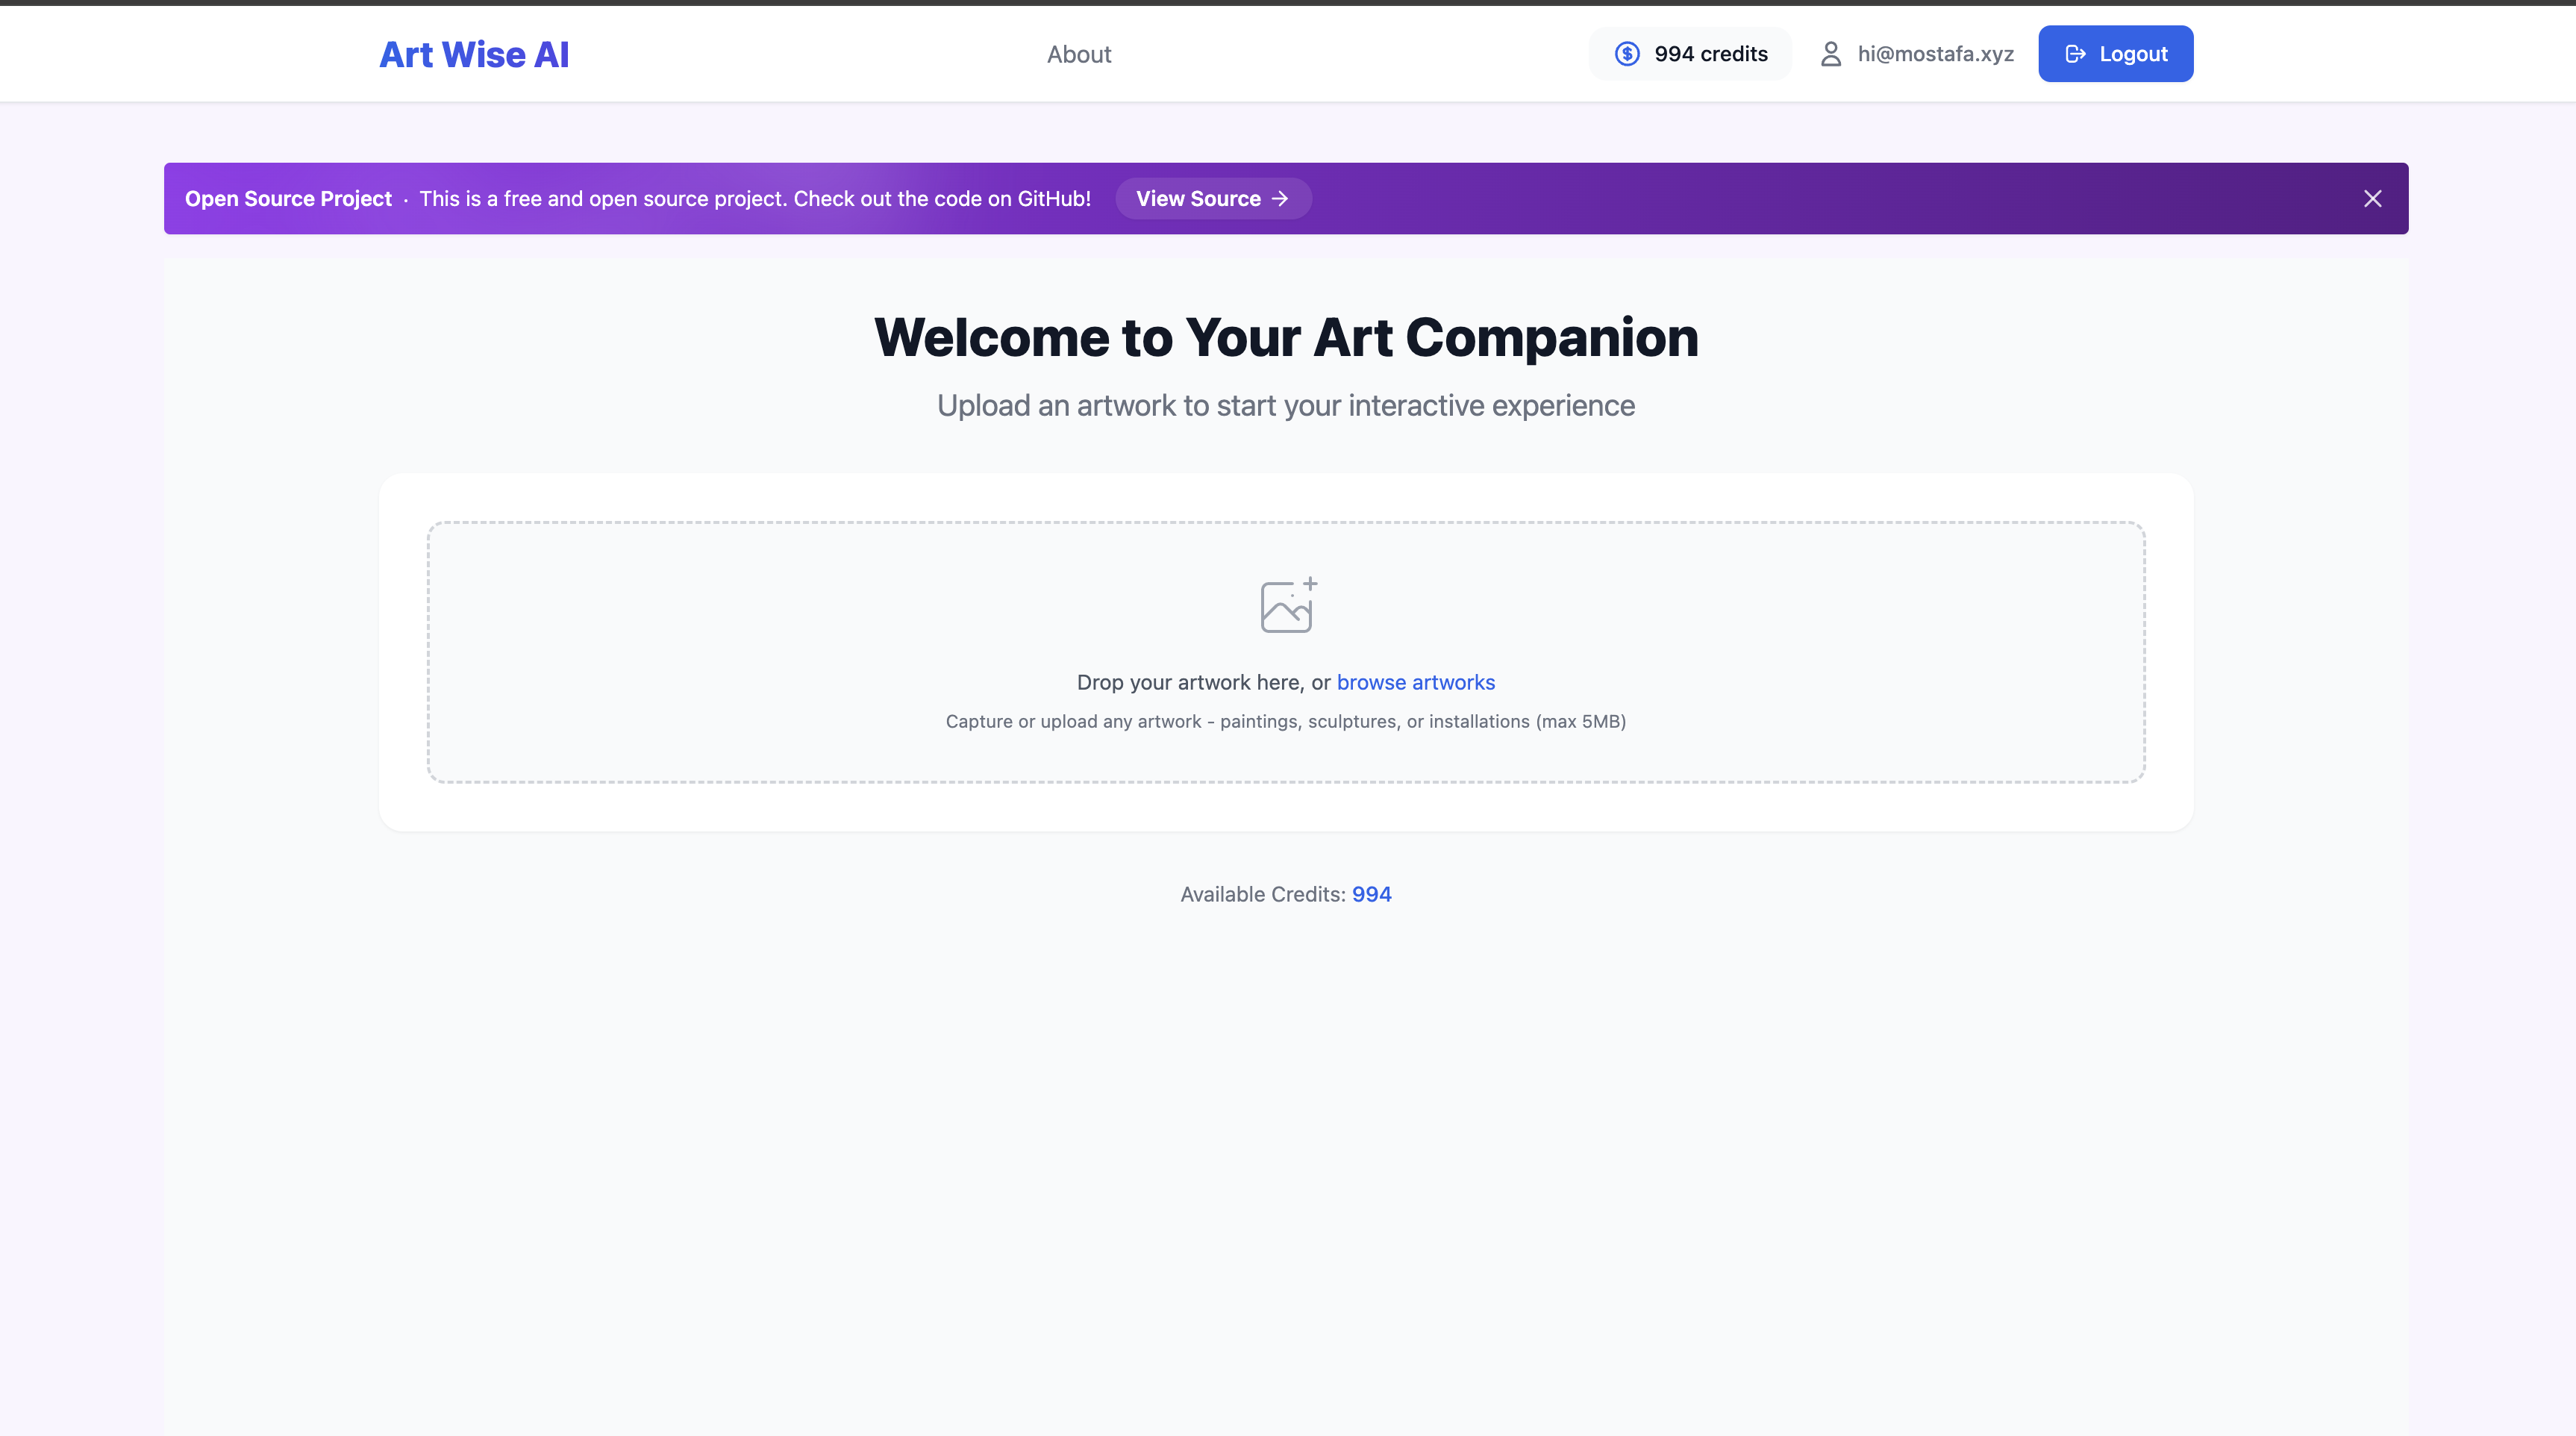 Art Wise AI
About
994 credits
hi@mostafa.xyz
Logout
Open Source Project · This is a free and open source project. Check out the code on GitHub! View Source →
Welcome to Your Art Companion
Upload an artwork to start your interactive experience
Drop your artwork here, or browse artworks
Capture or upload any artwork - paintings, sculptures, or installations (max 5MB)
Available Credits: 994